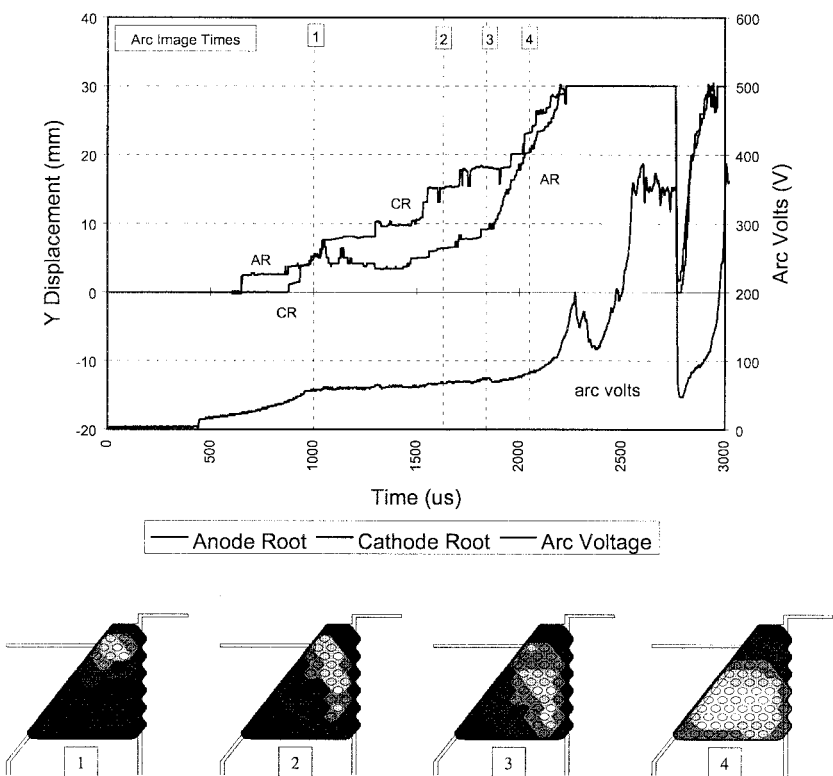 Arc Image Times
1
2
3
4
40
30
20
10
0
-10
-20
Y Displacement (mm)
600
500
400
300
200
100
0
Arc Volts (V)
AR
CR
CR
AR
arc volts
0
500
1000
1500
2000
2500
3000
Time (us)
Anode Root
Cathode Root
Arc Voltage
1
2
3
4